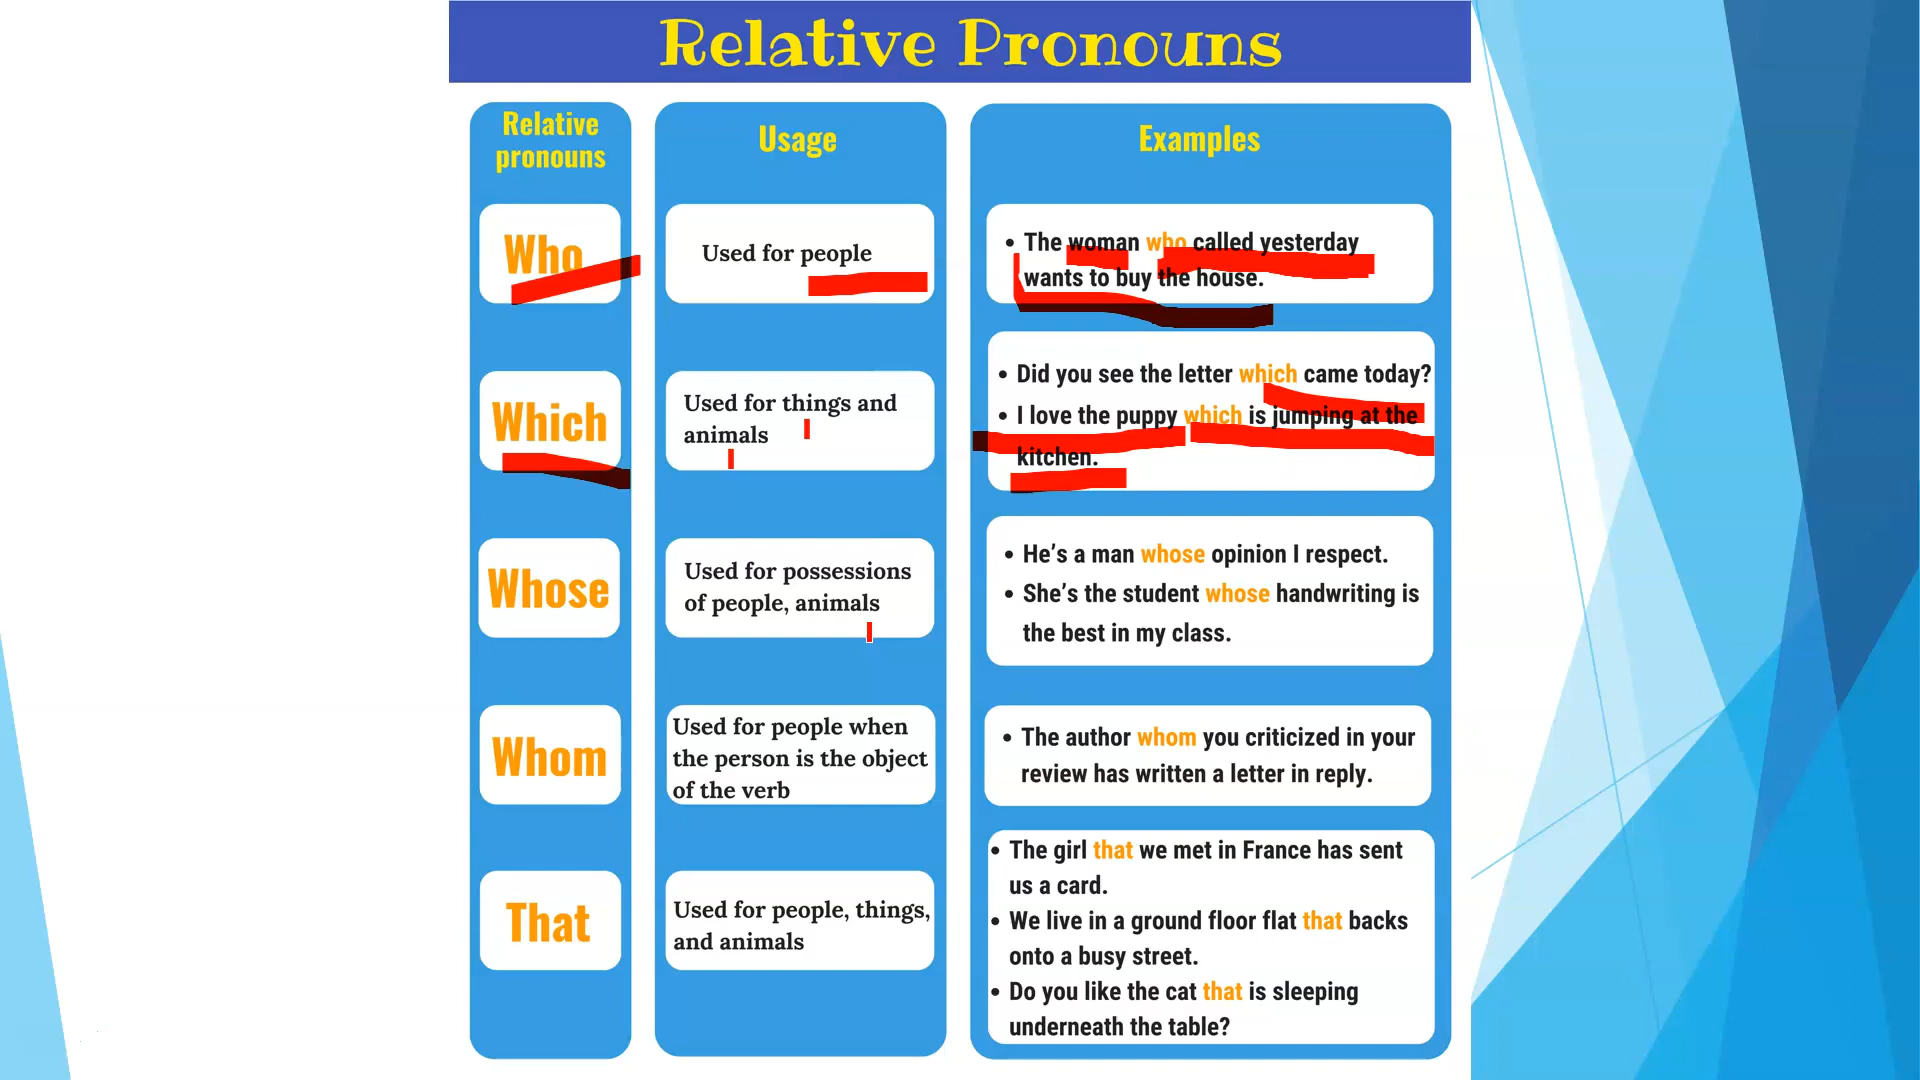 Relative Pronouns
Relative
pronouns
Usage
Examples
Who
Used for people
• The woman who called yesterday
wants to buy the house.
Which
Used for things and
animals
• Did you see the letter which came today?
• I love the puppy which is jumping at the
kitchen.
Whose
Used for possessions
of people, animals
• He’s a man whose opinion I respect.
• She’s the student whose handwriting is
the best in my class.
Whom
Used for people when
the person is the object
of the verb
• The author whom you criticized in your
review has written a letter in reply.
That
Used for people, things,
and animals
• The girl that we met in France has sent
us a card.
• We live in a ground floor flat that backs
onto a busy street.
• Do you like the cat that is sleeping
underneath the table?